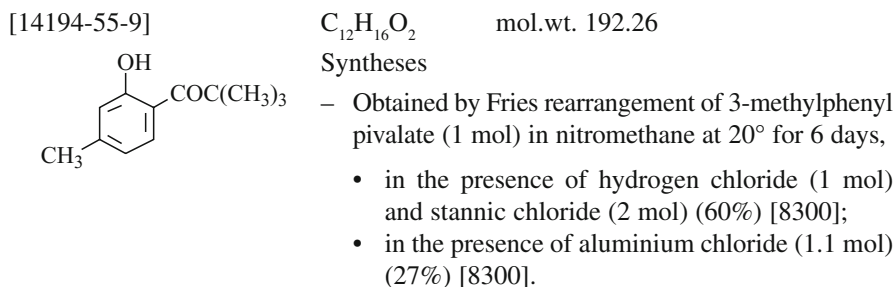 [14194-55-9] C₁₂H₁₆O₂ mol.wt. 192.26
OH
COC(CH₃)₃
CH₃
Syntheses
– Obtained by Fries rearrangement of 3-methylphenyl
pivalate (1 mol) in nitromethane at 20° for 6 days,
• in the presence of hydrogen chloride (1 mol)
and stannic chloride (2 mol) (60%) [8300];
• in the presence of aluminium chloride (1.1 mol)
(27%) [8300].